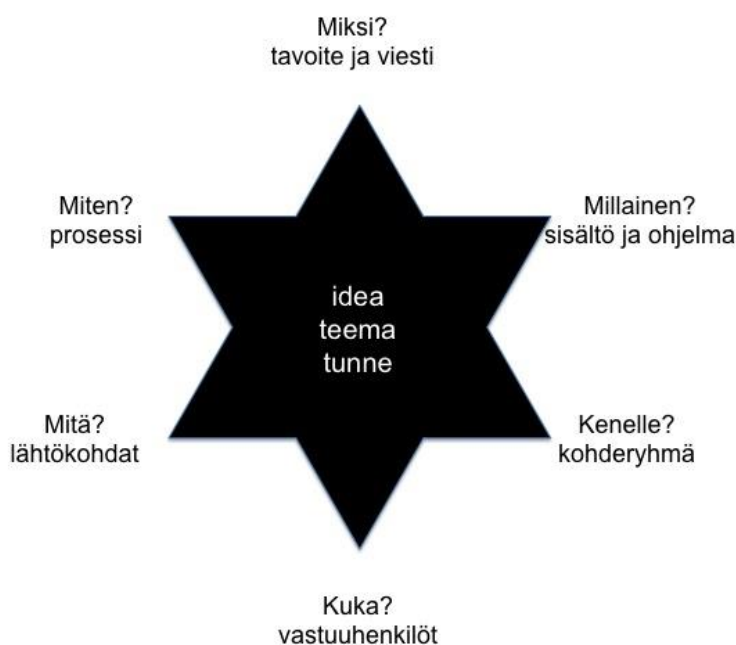 Miksi?
tavoite ja viesti
Miten?
prosessi
Millainen?
sisältö ja ohjelma
idea
teema
tunne
Mitä?
lähtökohdat
Kenelle?
kohderyhmä
Kuka?
vastuuhenkilöt